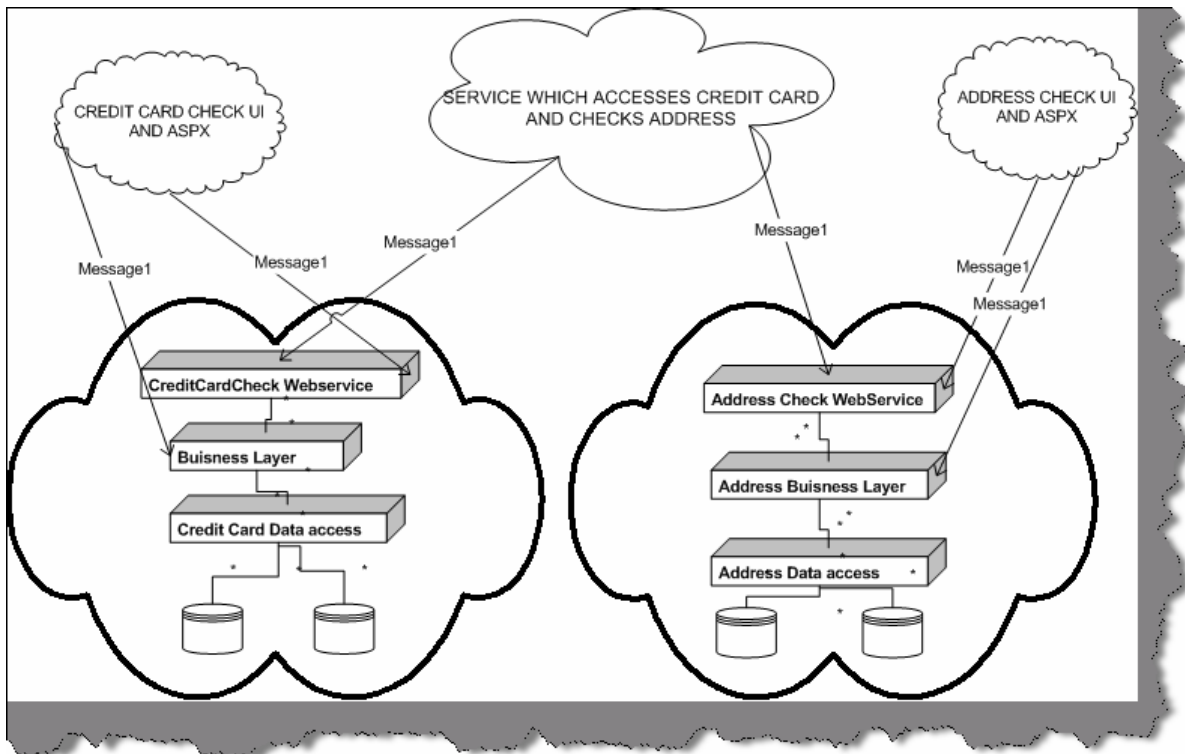 CREDIT CARD CHECK UI
AND ASPX
SERVICE WHICH ACCESSES CREDIT CARD
AND CHECKS ADDRESS
ADDRESS CHECK UI
AND ASPX
Message1
Message1
Message1
Message1
Message1
Message1
CreditCardCheck Webservice
*
*
Buisness Layer
*
*
Credit Card Data access
*
*
*
*
Address Check WebService
*
*
Address Buisness Layer
*
*
Address Data access
*
*
*